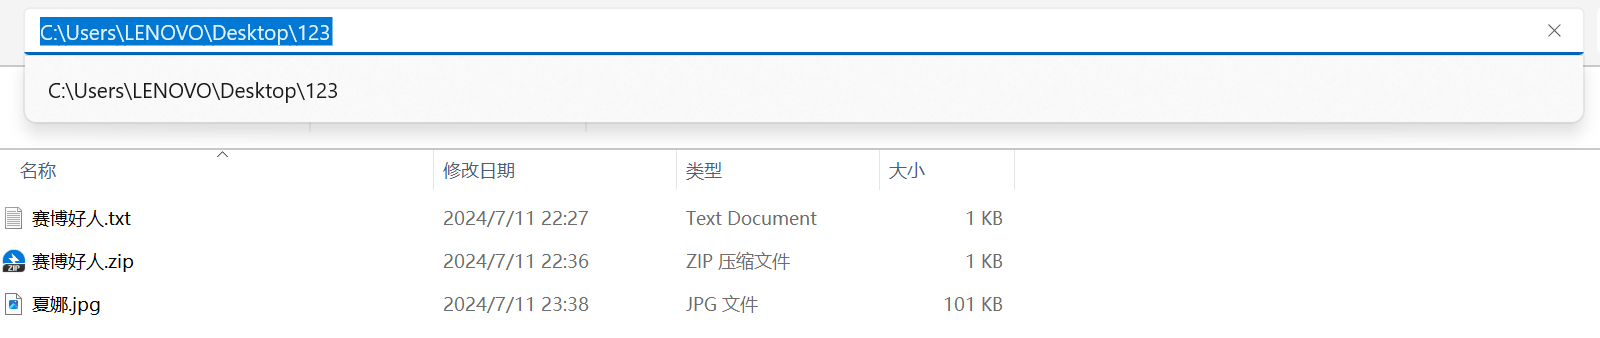 C:\Users\LENOVO\Desktop\123
C:\Users\LENOVO\Desktop\123
名称 修改日期 类型 大小
赛博好人.txt 2024/7/11 22:27 Text Document 1 KB
ZIP 赛博好人.zip 2024/7/11 22:36 ZIP 压缩文件 1 KB
夏娜.jpg 2024/7/11 23:38 JPG 文件 101 KB